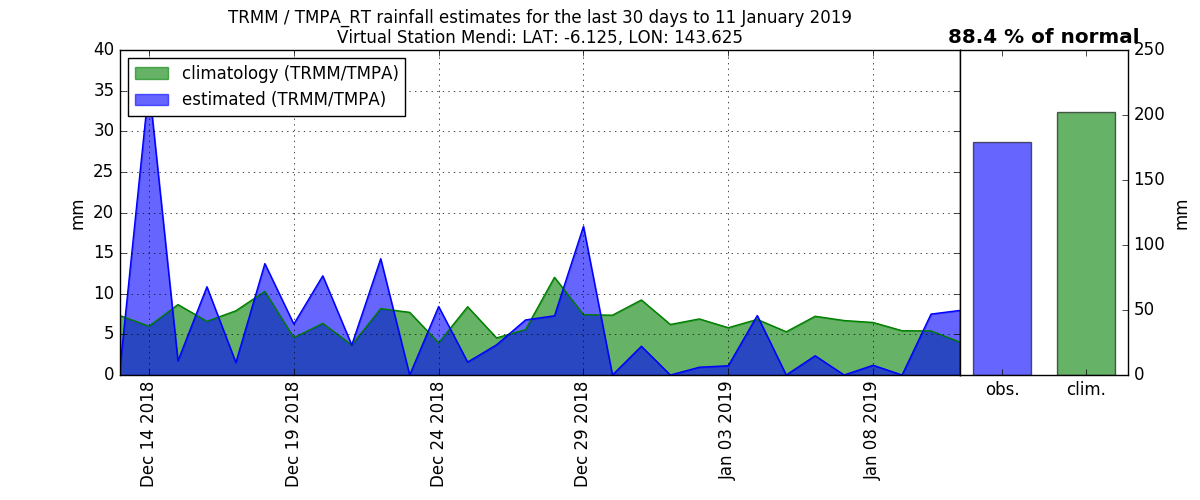 TRMM / TMPA_RT rainfall estimates for the last 30 days to 11 January 2019
Virtual Station Mendi: LAT: -6.125, LON: 143.625
88.4 % of normal
climatology (TRMM/TMPA)
estimated (TRMM/TMPA)
mm
40
35
30
25
20
15
10
5
0
Dec 14 2018
Dec 19 2018
Dec 24 2018
Dec 29 2018
Jan 03 2019
Jan 08 2019
obs.
clim.
250
200
150
100
50
0
mm